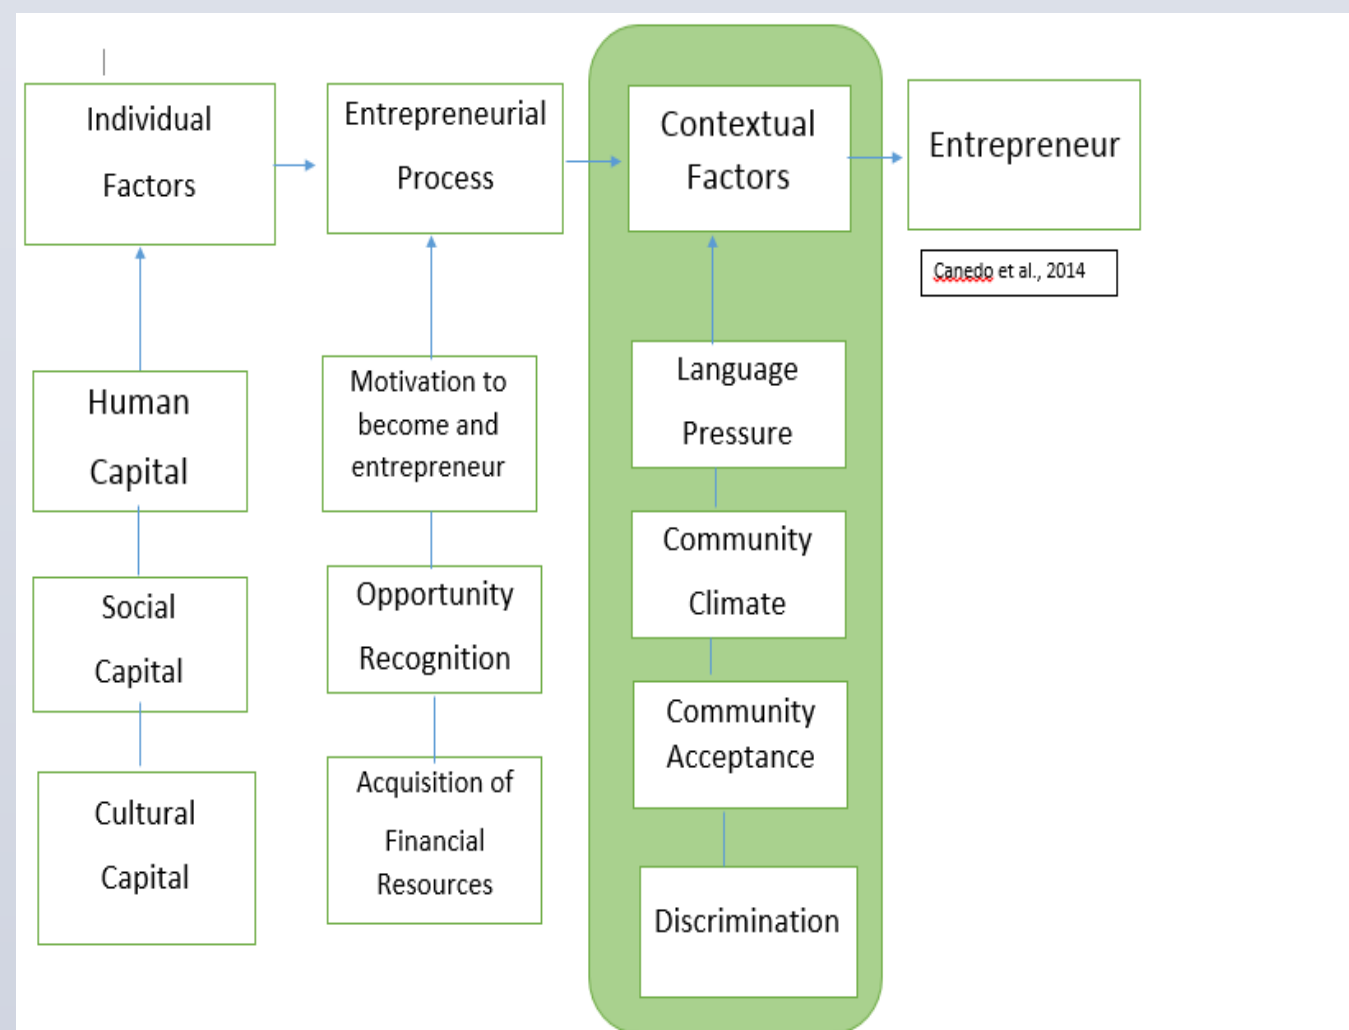 Individual
Factors
Entrepreneurial
Process
Contextual
Factors
Entrepreneur
Canedo et al., 2014
Human
Capital
Social
Capital
Cultural
Capital
Motivation to
become and
entrepreneur
Opportunity
Recognition
Acquisition of
Financial
Resources
Language
Pressure
Community
Climate
Community
Acceptance
Discrimination